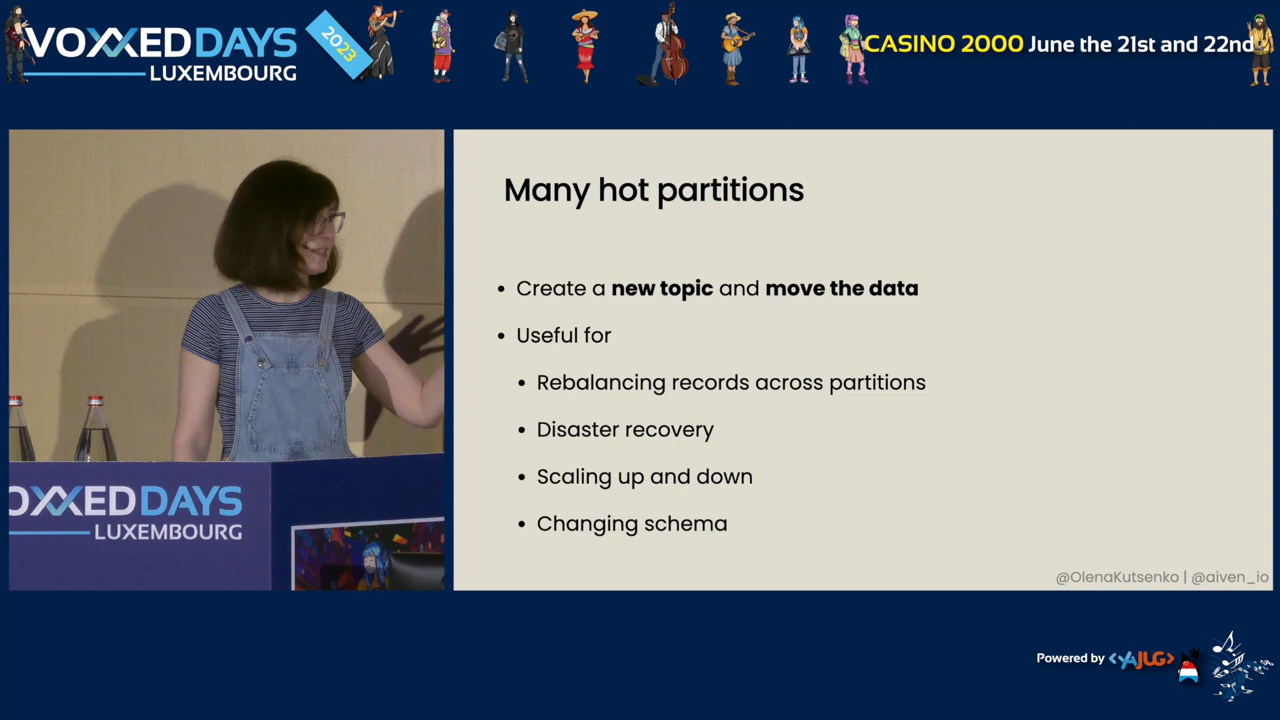 VOXXED DAYS
LUXEMBOURG
2023
CASINO 2000 June the 21st and 22nd
Many hot partitions
• Create a new topic and move the data
• Useful for
• Rebalancing records across partitions
• Disaster recovery
• Scaling up and down
• Changing schema
@OlenaKutsenko | @aiven_io
OXXED DAYS
LUXEMBOURG
Powered by <YAJUG>